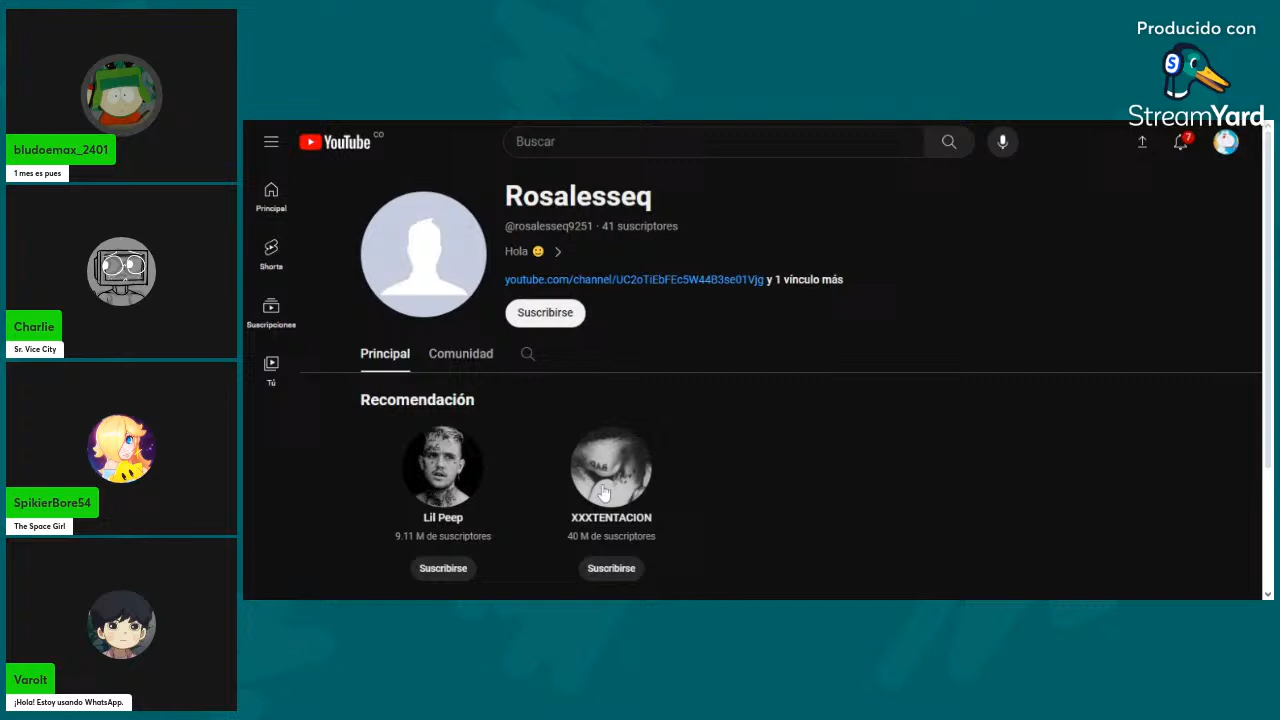 Producido con
StreamYard
bludoemax_2401
1 mes es pues
Charlie
Sr. Vice City
SpikierBore54
The Space Girl
Varolt
¡Hola! Estoy usando WhatsApp.
YouTube CO
Buscar
7
Principal
Shorts
Suscripciones
Tú
Rosalesseq
@rosalesseq9251 · 41 suscriptores
Hola 🙂 >
youtube.com/channel/UC2oTiEbFEc5W44B3se01Vjg y 1 vínculo más
Suscribirse
Principal Comunidad
Recomendación
Lil Peep
9.11 M de suscriptores
Suscribirse
XXXTENTACION
40 M de suscriptores
Suscribirse